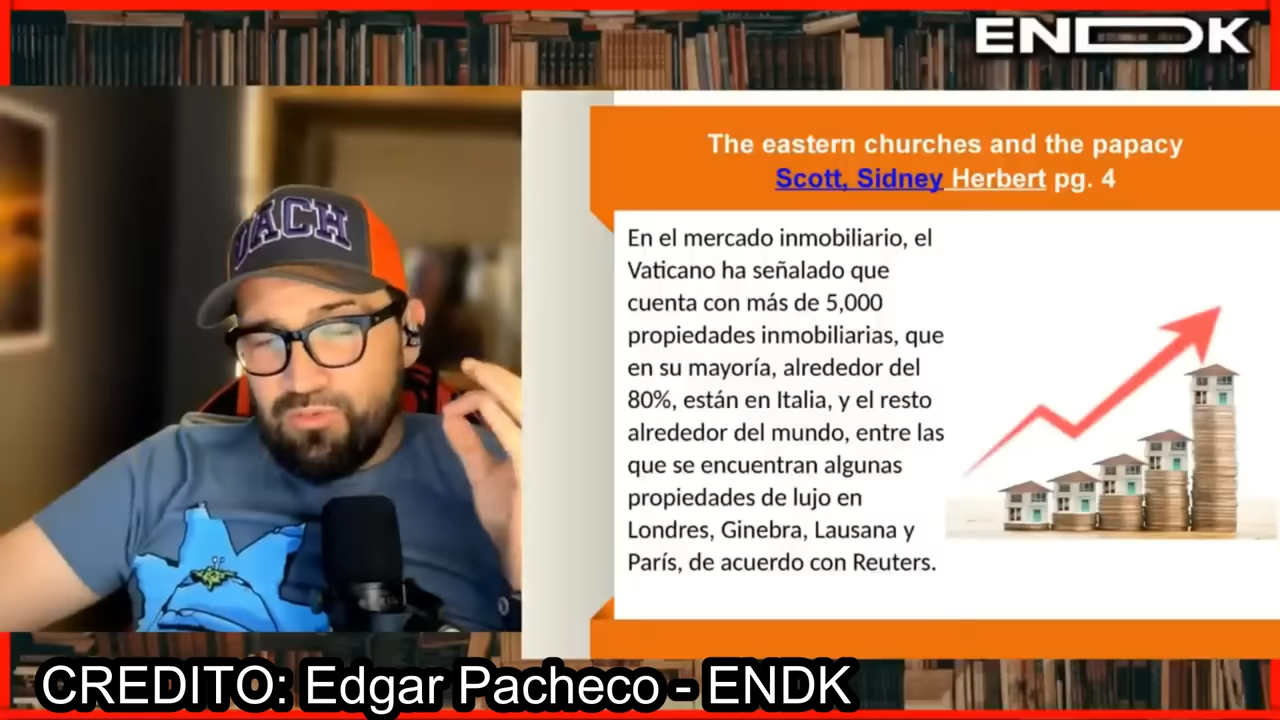 ENDK
OACH
The eastern churches and the papacy
Scott, Sidney Herbert pg. 4
En el mercado inmobiliario, el
Vaticano ha señalado que
cuenta con más de 5,000
propiedades inmobiliarias, que
en su mayoría, alrededor del
80%, están en Italia, y el resto
alrededor del mundo, entre las
que se encuentran algunas
propiedades de lujo en
Londres, Ginebra, Lausana y
París, de acuerdo con Reuters.
CREDITO: Edgar Pacheco - ENDK